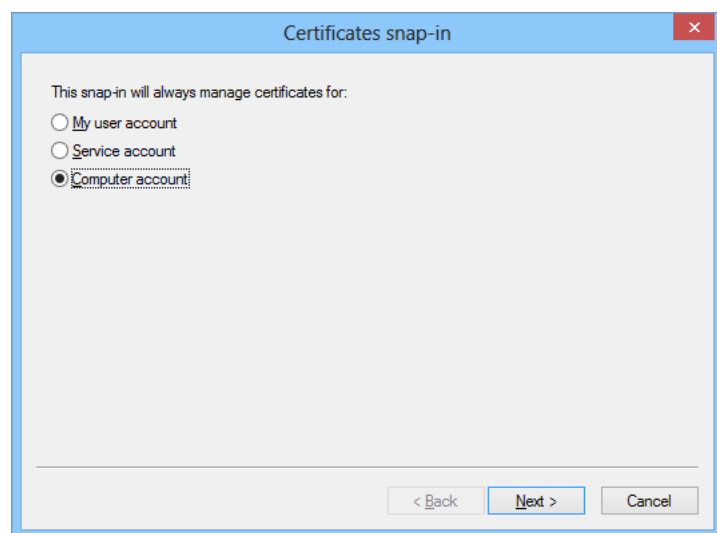 Certificates snap-in
This snap-in will always manage certificates for:
My user account
Service account
Computer account
< Back Next > Cancel